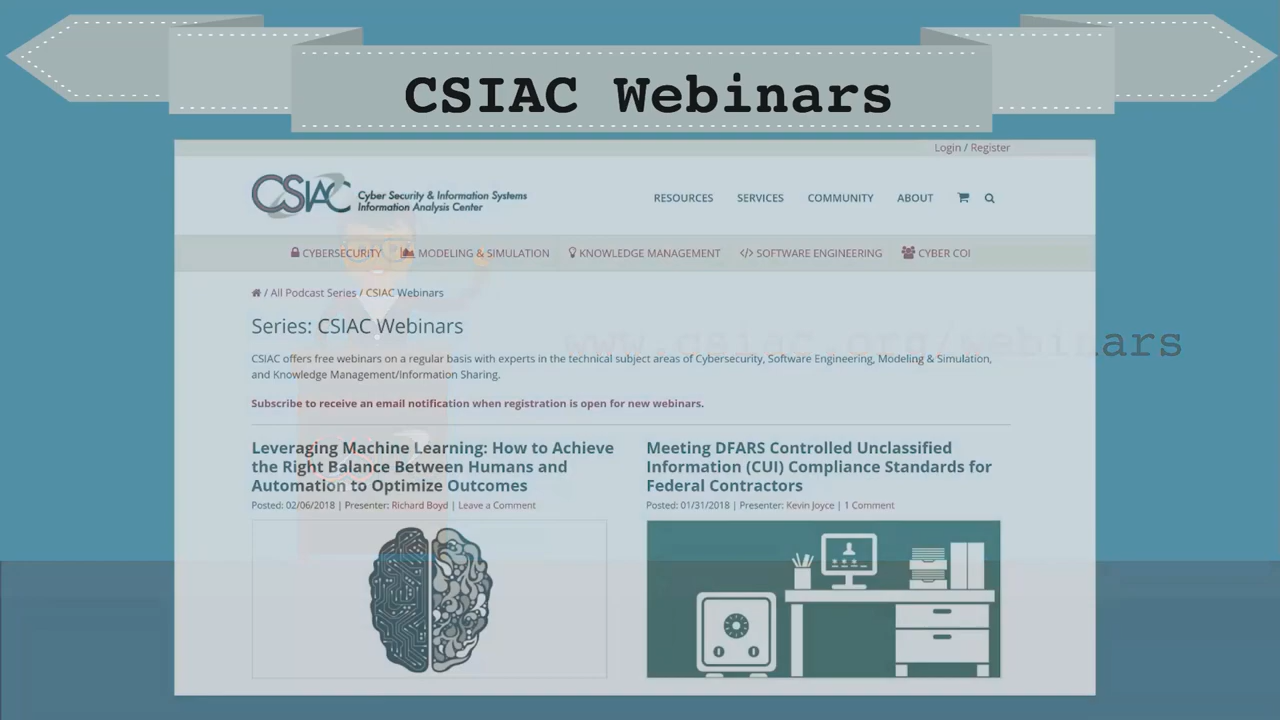 CSIAC Webinars
Login / Register
CSIAC Cyber Security & Information Systems
Information Analysis Center
RESOURCES SERVICES COMMUNITY ABOUT
CYBERSECURITY MODELING & SIMULATION KNOWLEDGE MANAGEMENT </> SOFTWARE ENGINEERING CYBER COI
/ All Podcast Series / CSIAC Webinars
Series: CSIAC Webinars
www.csiac.org/webinars
CSIAC offers free webinars on a regular basis with experts in the technical subject areas of Cybersecurity, Software Engineering, Modeling & Simulation,
and Knowledge Management/Information Sharing.
Subscribe to receive an email notification when registration is open for new webinars.
Leveraging Machine Learning: How to Achieve
the Right Balance Between Humans and
Automation to Optimize Outcomes
Posted: 02/06/2018 | Presenter: Richard Boyd | Leave a Comment
Meeting DFARS Controlled Unclassified
Information (CUI) Compliance Standards for
Federal Contractors
Posted: 01/31/2018 | Presenter: Kevin Joyce | 1 Comment